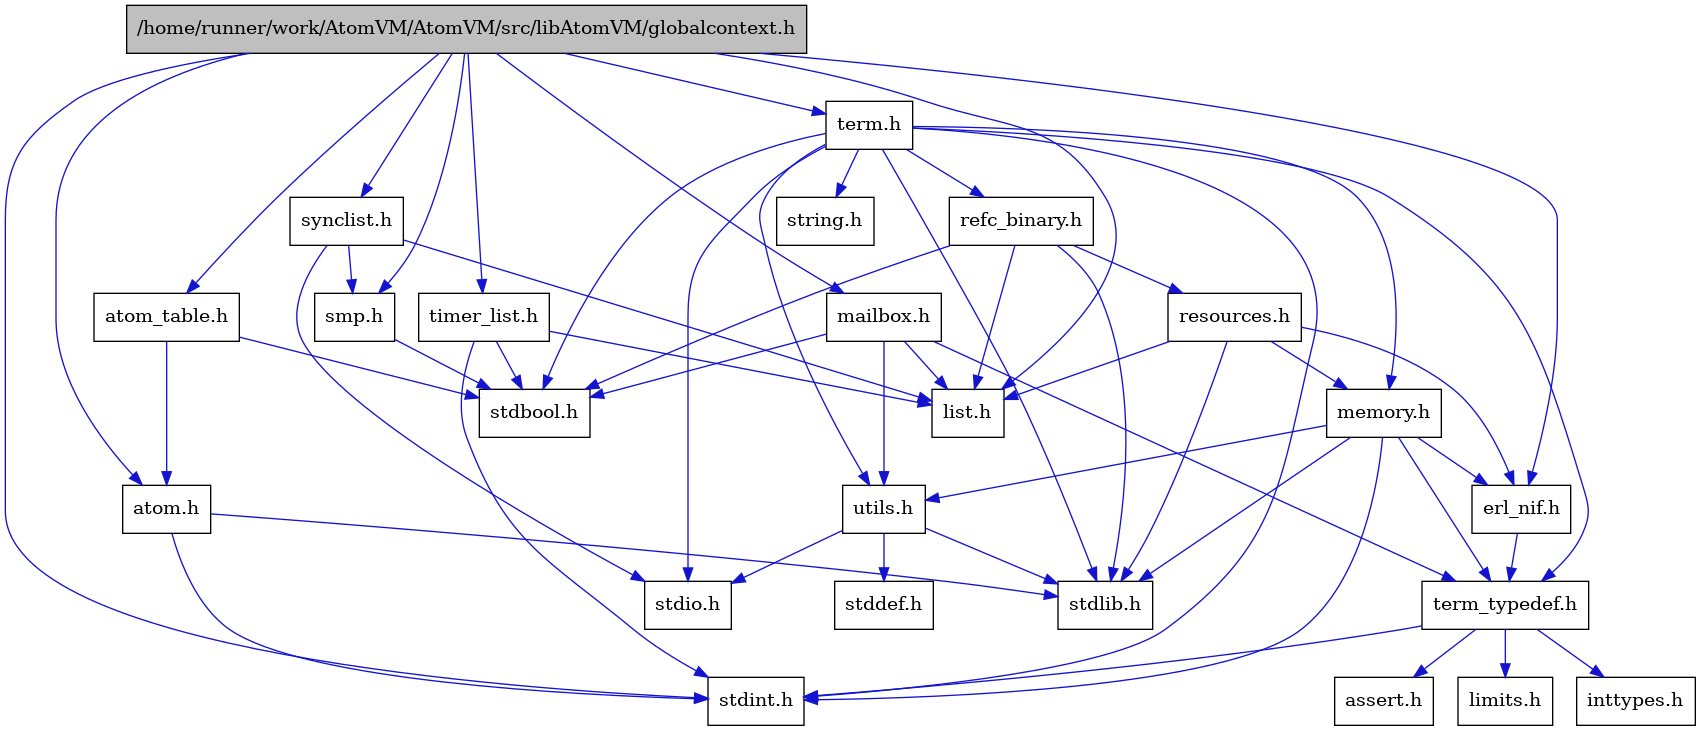 /home/runner/work/AtomVM/AtomVM/src/libAtomVM/globalcontext.h
term.h
synclist.h
string.h
refc_binary.h
atom_table.h
smp.h
timer_list.h
mailbox.h
resources.h
stdbool.h
list.h
memory.h
atom.h
utils.h
erl_nif.h
stdio.h
stddef.h
stdlib.h
term_typedef.h
stdint.h
assert.h
limits.h
inttypes.h